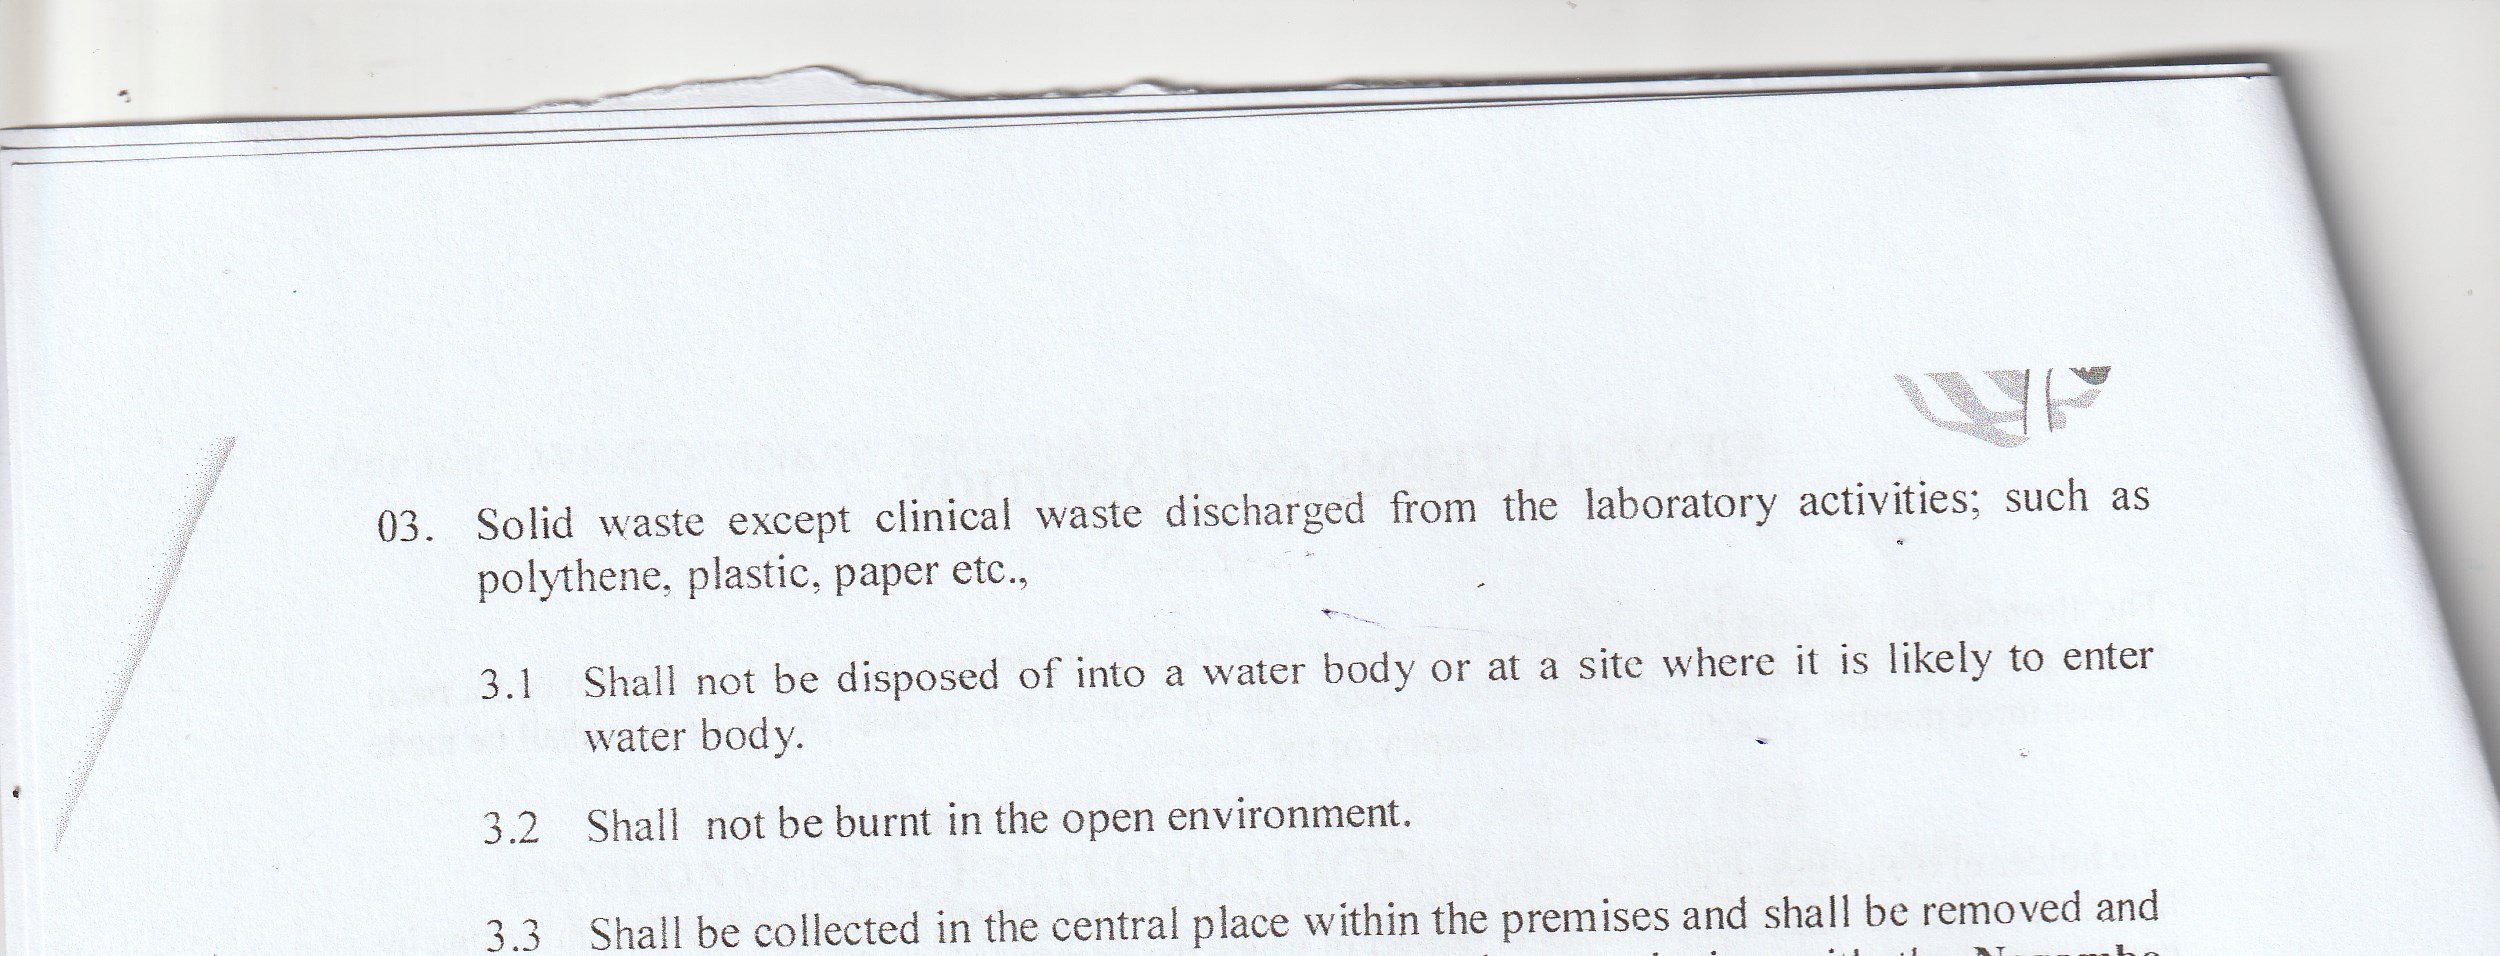 03. Solid waste except clinical waste discharged from the laboratory activities; such as
polythene, plastic, paper etc.,
3.1 Shall not be disposed of into a water body or at a site where it is likely to enter
water body.
3.2 Shall not be burnt in the open environment.
3.3 Shall be collected in the central place within the premises and shall be removed and